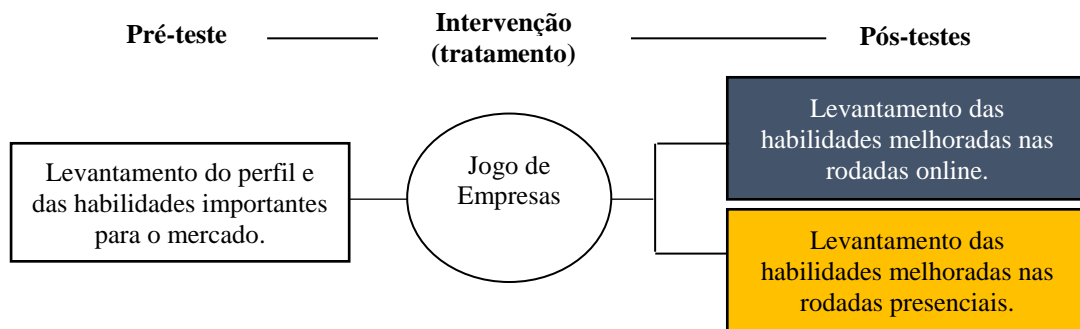 Pré-teste
Intervenção
(tratamento)
Pós-testes
Levantamento do perfil e
das habilidades importantes
para o mercado.
Jogo de
Empresas
Levantamento das
habilidades melhoradas nas
rodadas online.
Levantamento das
habilidades melhoradas nas
rodadas presenciais.